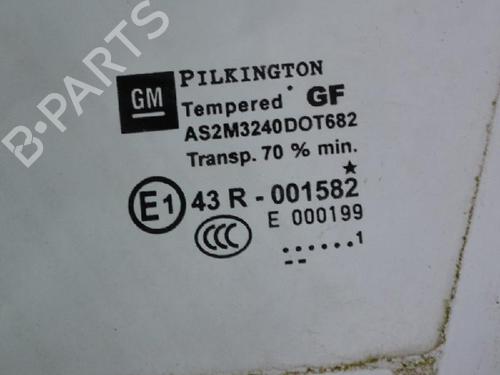 B-PARTS
GM
PILKINGTON
Tempered GF
AS2M3240DOT682
Transp. 70 % min.
E1 43 R - 001582
E 000199
CCC
......1
--